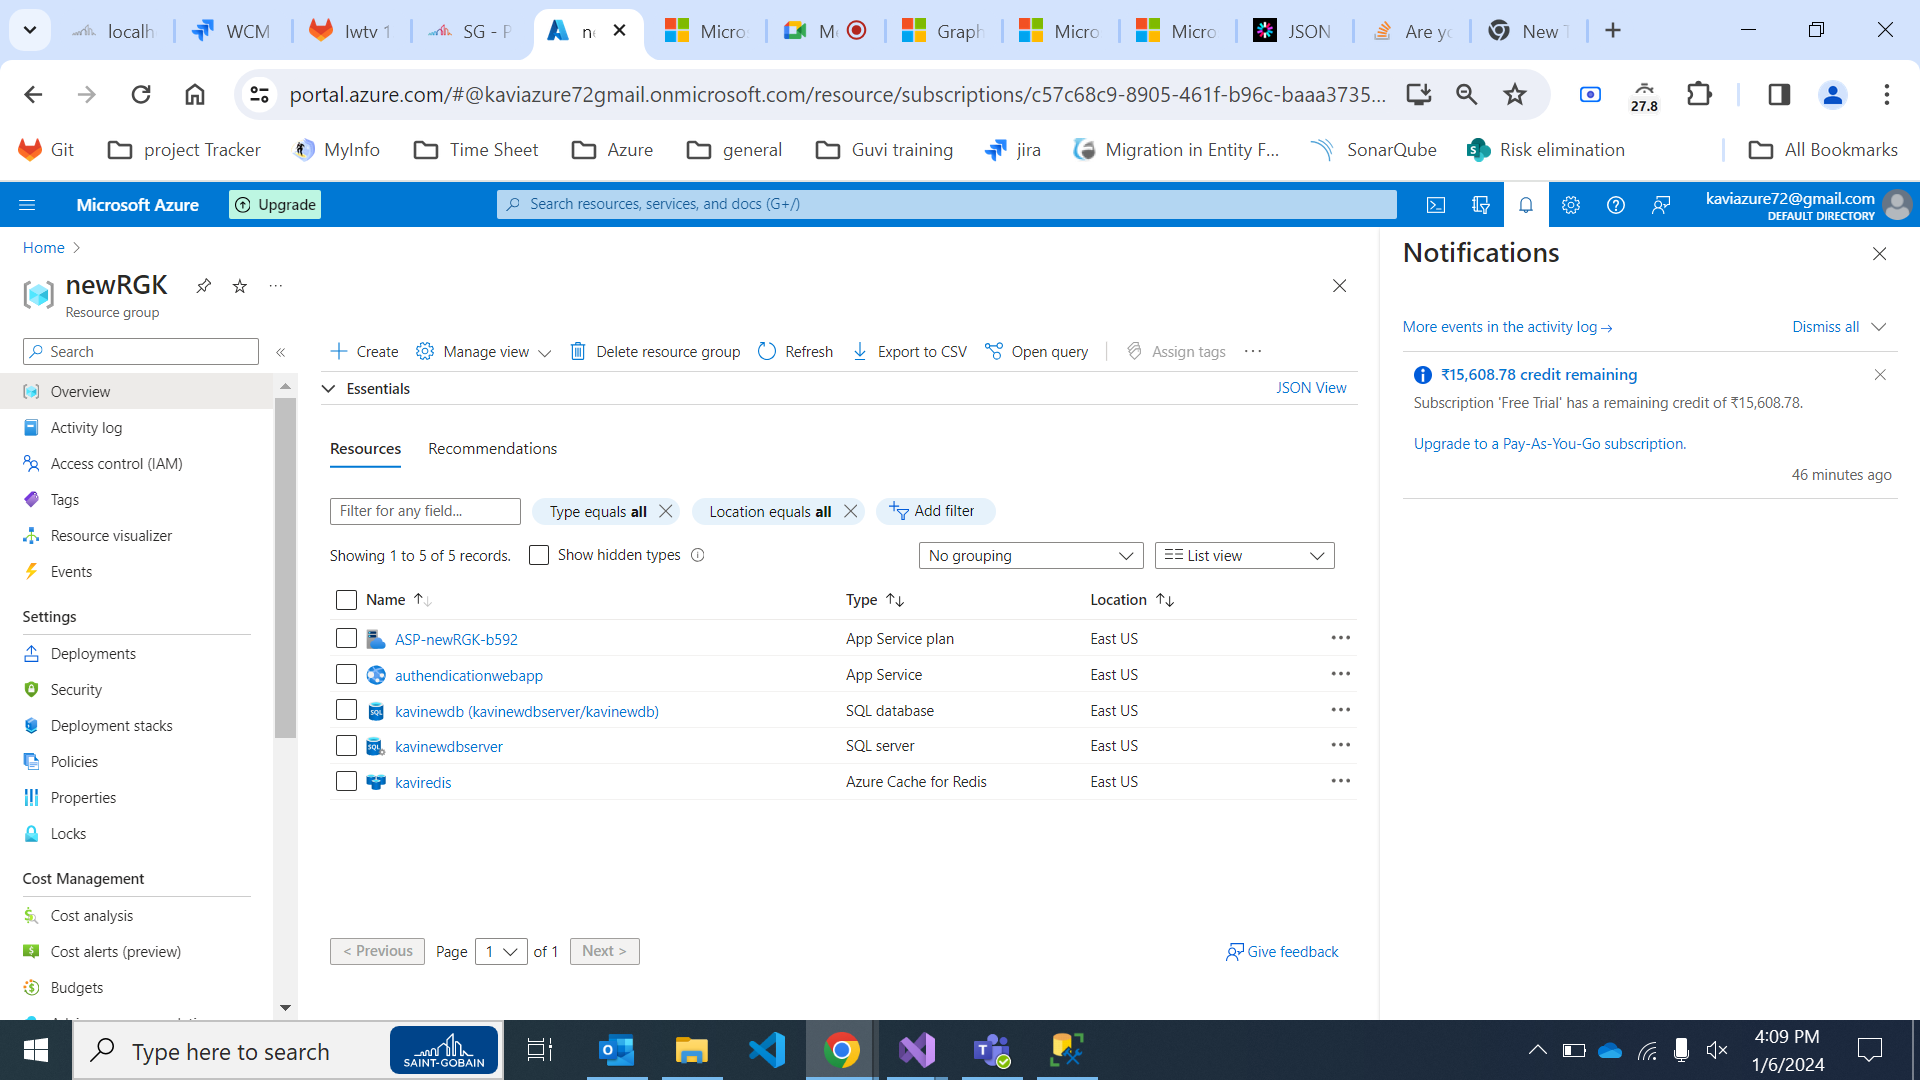 localh
WCM
lwtv 1
SG - P
ne
Micros
Me
Graph
Micro
Micro
JSON
Are yo
New T
portal.azure.com/#@kaviazure72gmail.onmicrosoft.com/resource/subscriptions/c57c68c9-8905-461f-b96c-baaa3735...
27.8
Git
project Tracker
MyInfo
Time Sheet
Azure
general
Guvi training
jira
Migration in Entity F...
SonarQube
Risk elimination
All Bookmarks
Microsoft Azure
Upgrade
Search resources, services, and docs (G+/)
kaviazure72@gmail.com
DEFAULT DIRECTORY
Home
newRGK
Resource group
Search
Overview
Activity log
Access control (IAM)
Tags
Resource visualizer
Events
Settings
Deployments
Security
Deployment stacks
Policies
Properties
Locks
Cost Management
Cost analysis
Cost alerts (preview)
Budgets
Create
Manage view
Delete resource group
Refresh
Export to CSV
Open query
Assign tags
Essentials
JSON View
Resources
Recommendations
Filter for any field...
Type equals all
Location equals all
Add filter
Showing 1 to 5 of 5 records.
Show hidden types
No grouping
List view
Name
Type
Location
ASP-newRGK-b592 App Service plan East US
authendicationwebapp App Service East US
kavinewdb (kavinewdbserver/kavinewdb) SQL database East US
kavinewdbserver SQL server East US
kaviredis Azure Cache for Redis East US
< Previous
Page
1
of 1
Next >
Give feedback
Notifications
More events in the activity log →
Dismiss all
₹15,608.78 credit remaining
Subscription 'Free Trial' has a remaining credit of ₹15,608.78.
Upgrade to a Pay-As-You-Go subscription.
46 minutes ago
Type here to search
SAINT-GOBAIN
4:09 PM
1/6/2024